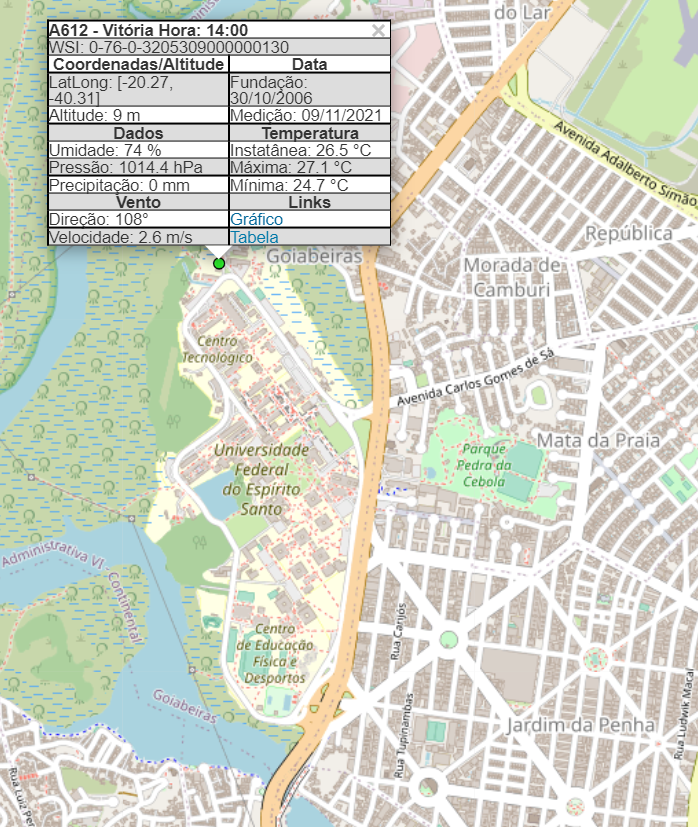 do Lar
A612 - Vitória Hora: 14:00
WSI: 0-76-0-3205309000000130
Coordenadas/Altitude Data
LatLong: [-20.27,
-40.31]
Fundação:
30/10/2006
Altitude: 9 m Medição: 09/11/2021
Dados Temperatura
Umidade: 74 % Instatânea: 26.5 °C
Pressão: 1014.4 hPa Máxima: 27.1 °C
Precipitação: 0 mm Mínima: 24.7 °C
Vento Links
Direção: 108° Gráfico
Velocidade: 2.6 m/s Tabela
Avenida Adalberto Simão
República
Goiabeiras
Morada de
Camburi
Centro
Tecnológico
Avenida Carlos Gomes de Sá
Mata da Praia
Parque
Pedra da
Cebola
Universidade
Federal
do Espírito
Santo
Administrativa VI - Continental
Rua Carijós
Centro
de Educação
Física e
Desportos
Goiabeiras
Rua Tupinambás
Jardim da Penha
Rua Ludwik Macal
Rua Luiz Per